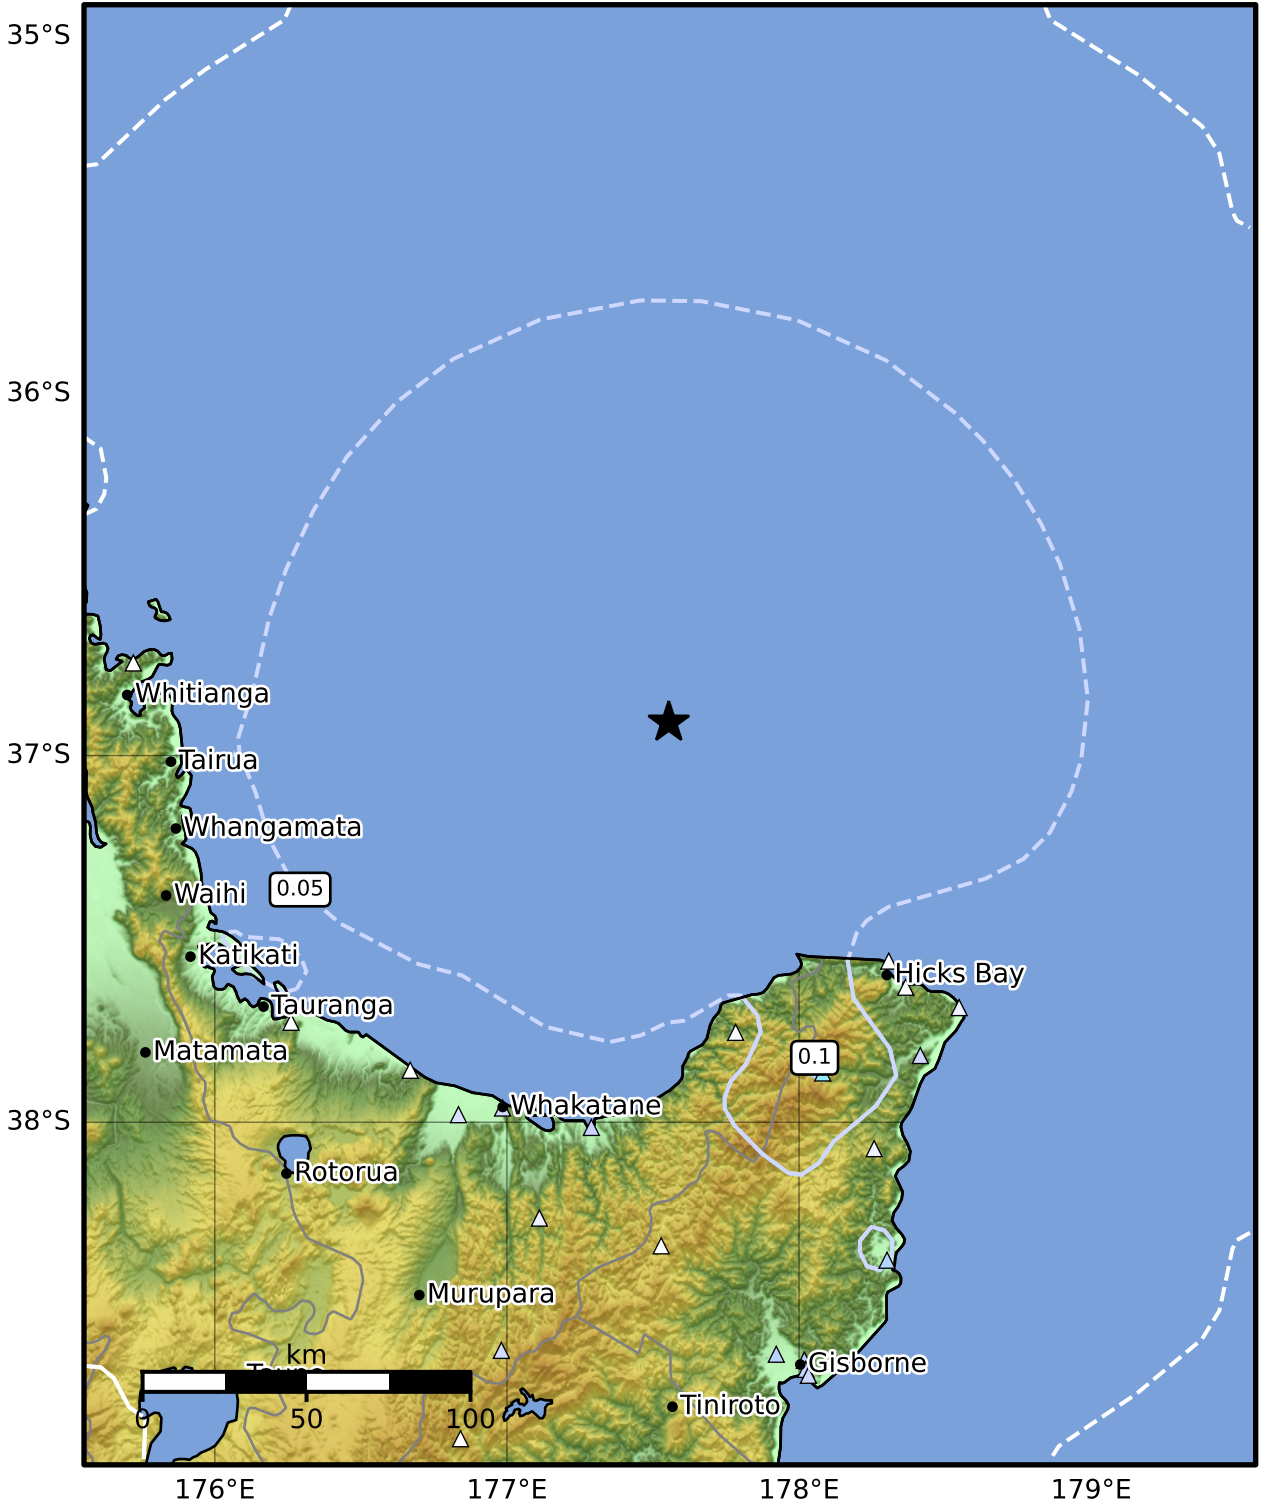 35°S
36°S
Whitianga
37°S
Tairua
Whangamata
0.05
Waihi
Katikati
Hicks Bay
Tauranga
Matamata
0.1
38°S
Whakatane
Rotorua
Murupara
km
Gisborne
Tiniroto
0 50 100
176°E 177°E 178°E 179°E